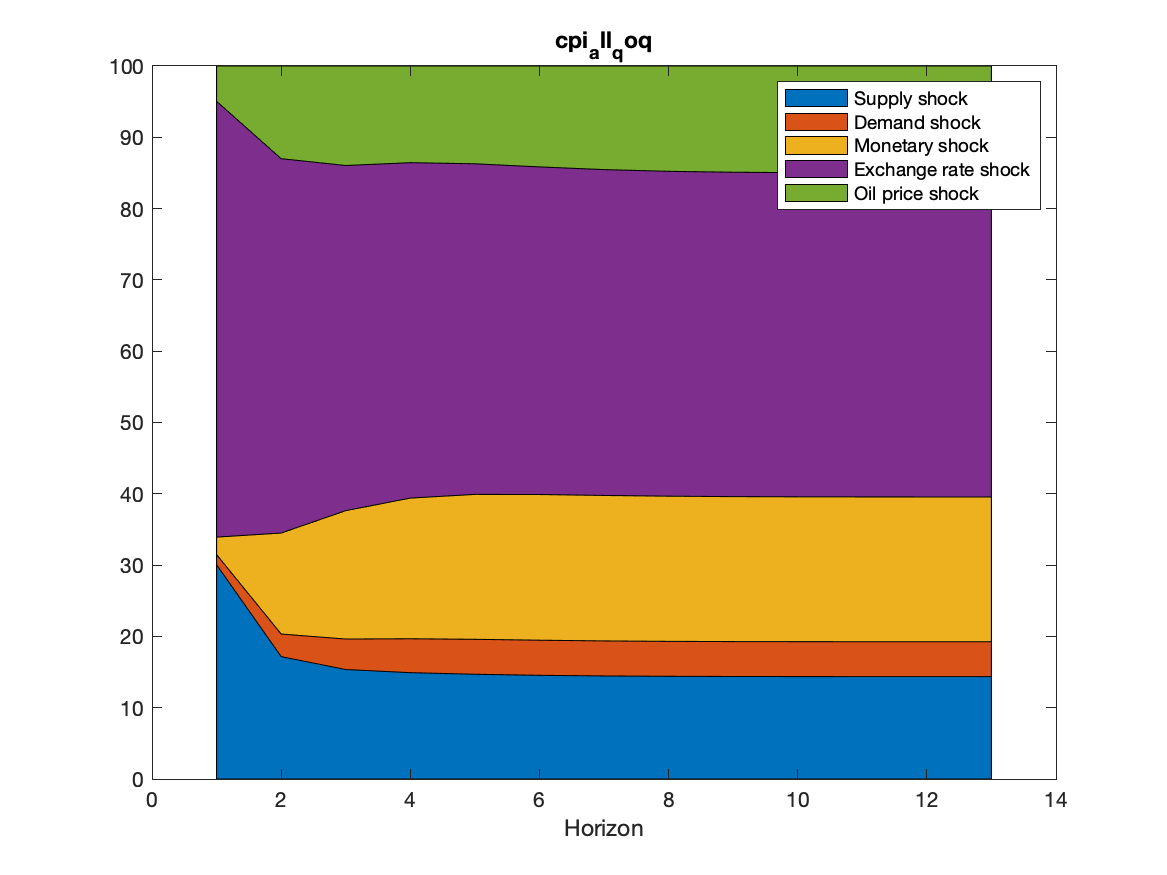 cpiallqoq
100
90
80
70
60
50
40
30
20
10
0
Supply shock
Demand shock
Monetary shock
Exchange rate shock
Oil price shock
0 2 4 6 8 10 12 14
Horizon